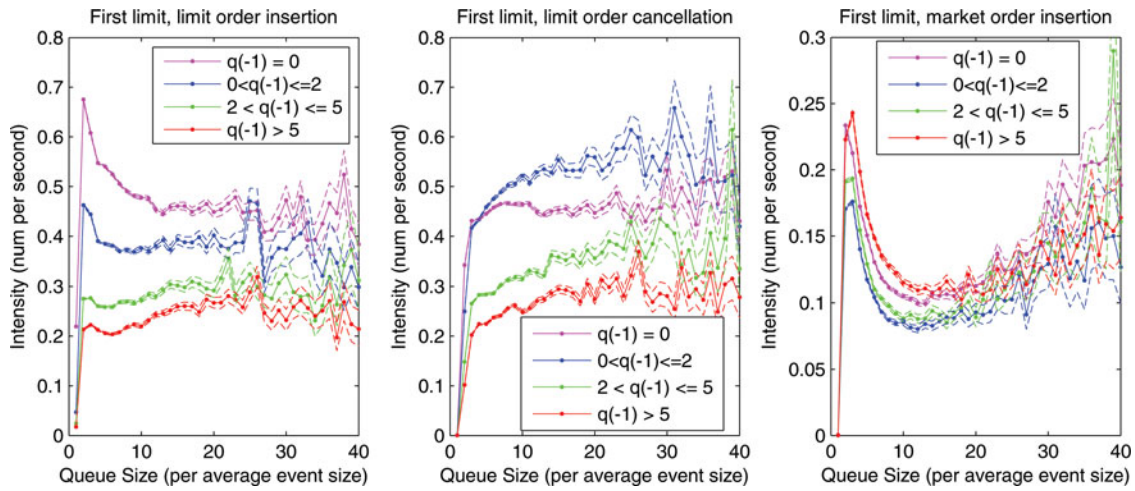 First limit, limit order insertion
0.8
0.7
0.6
0.5
0.4
0.3
0.2
0.1
0
Intensity (num per second)
q(-1) = 0
0<q(-1)<=2
2 < q(-1) <= 5
q(-1) > 5
0 10 20 30 40
Queue Size (per average event size)
First limit, limit order cancellation
0.8
0.7
0.6
0.5
0.4
0.3
0.2
0.1
0
Intensity (num per second)
q(-1) = 0
0<q(-1)<=2
2 < q(-1) <= 5
q(-1) > 5
0 10 20 30 40
Queue Size (per average event size)
First limit, market order insertion
0.3
0.25
0.2
0.15
0.1
0.05
0
Intensity (num per second)
q(-1) = 0
0<q(-1)<=2
2 < q(-1) <= 5
q(-1) > 5
0 10 20 30 40
Queue Size (per average event size)